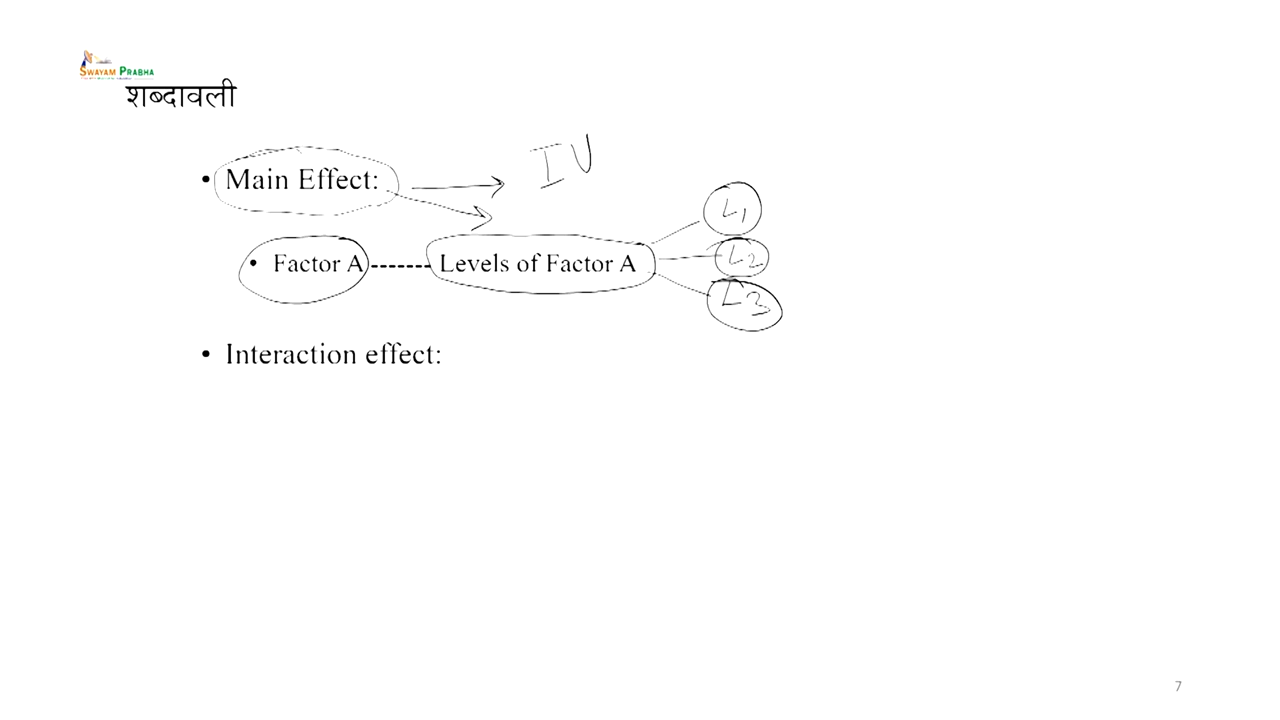 SWAYAM PRABHA
शब्दावली
• Main Effect:
IV
• Factor A-------Levels of Factor A
L1
L2
L3
• Interaction effect:
7